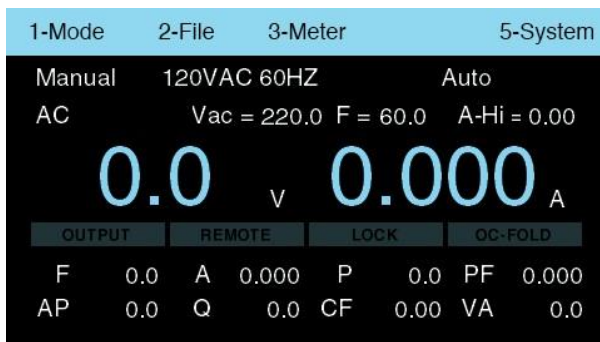 1-Mode 2-File 3-Meter 5-System
Manual 120VAC 60HZ Auto
AC Vac = 220.0 F = 60.0 A-Hi = 0.00
0.0 V 0.000 A
OUTPUT REMOTE LOCK OC-FOLD
F 0.0 A 0.000 P 0.0 PF 0.000
AP 0.0 Q 0.0 CF 0.00 VA 0.0